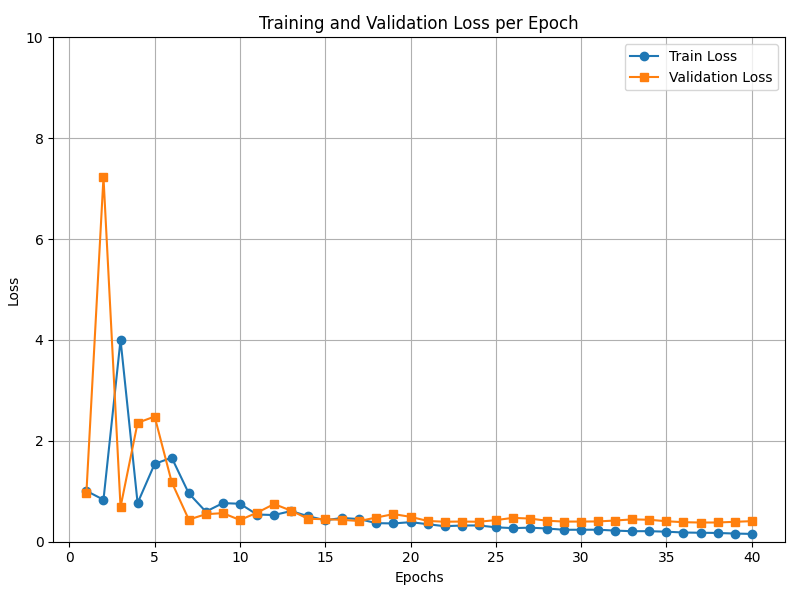 Training and Validation Loss per Epoch
Train Loss
Validation Loss
10
8
6
4
2
0
Loss
0 5 10 15 20 25 30 35 40
Epochs